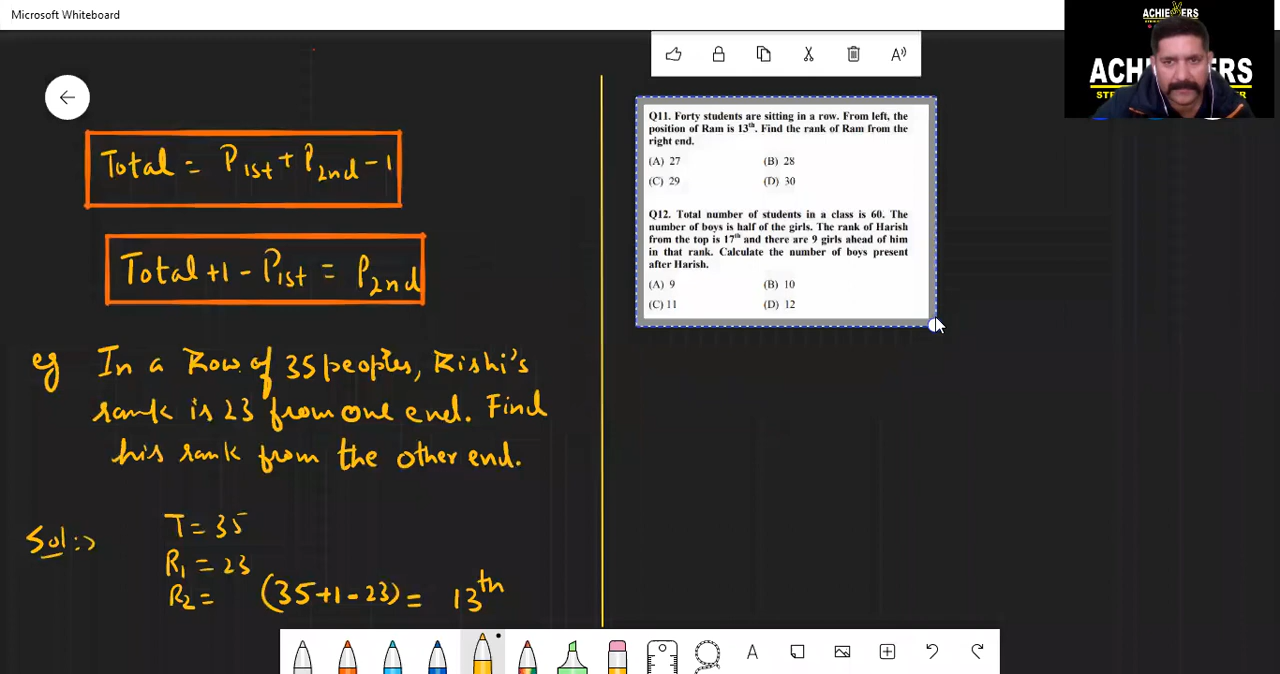 Microsoft Whiteboard
ACHIEVERS
Total = P1st + P2nd - 1
Total +1 - P1st = P2nd
eg In a Row of 35 peoples, Rishi's
rank is 23 from one end. Find
his rank from the other end.
Sol:->
T = 35
R1 = 23
R2 = (35+1-23) = 13th
Q11. Forty students are sitting in a row. From left, the
position of Ram is 13th. Find the rank of Ram from the
right end.
(A) 27 (B) 28
(C) 29 (D) 30
Q12. Total number of students in a class is 60. The
number of boys is half of the girls. The rank of Harish
from the top is 17th and there are 9 girls ahead of him
in that rank. Calculate the number of boys present
after Harish.
(A) 9 (B) 10
(C) 11 (D) 12